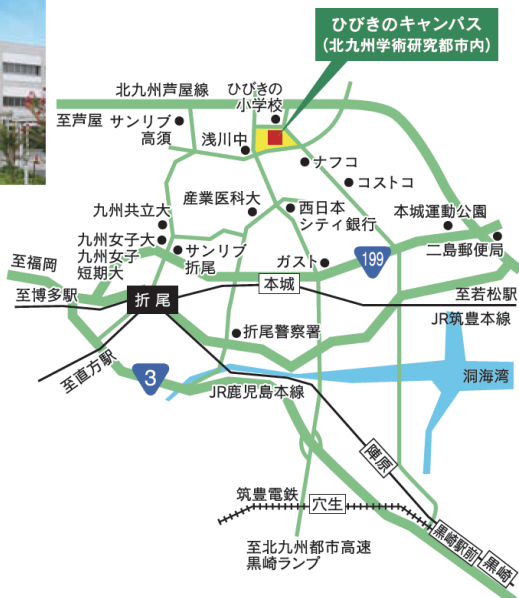 ひびきのキャンパス
(北九州学術研究都市内)
北九州芦屋線
ひびきの
小学校
至芦屋
サンリブ
高須
浅川中
ナフコ
コストコ
産業医科大
西日本
シティ銀行
本城運動公園
九州共立大
九州女子大
九州女子
短期大
サンリブ
折尾
ガスト
199
二島郵便局
至福岡
至博多駅
折尾
本城
至若松駅
JR筑豊本線
折尾警察署
至直方駅
3
JR鹿児島本線
洞海湾
陣原
筑豊電鉄
穴生
至北九州都市高速
黒崎ランプ
黒崎駅前
黒崎